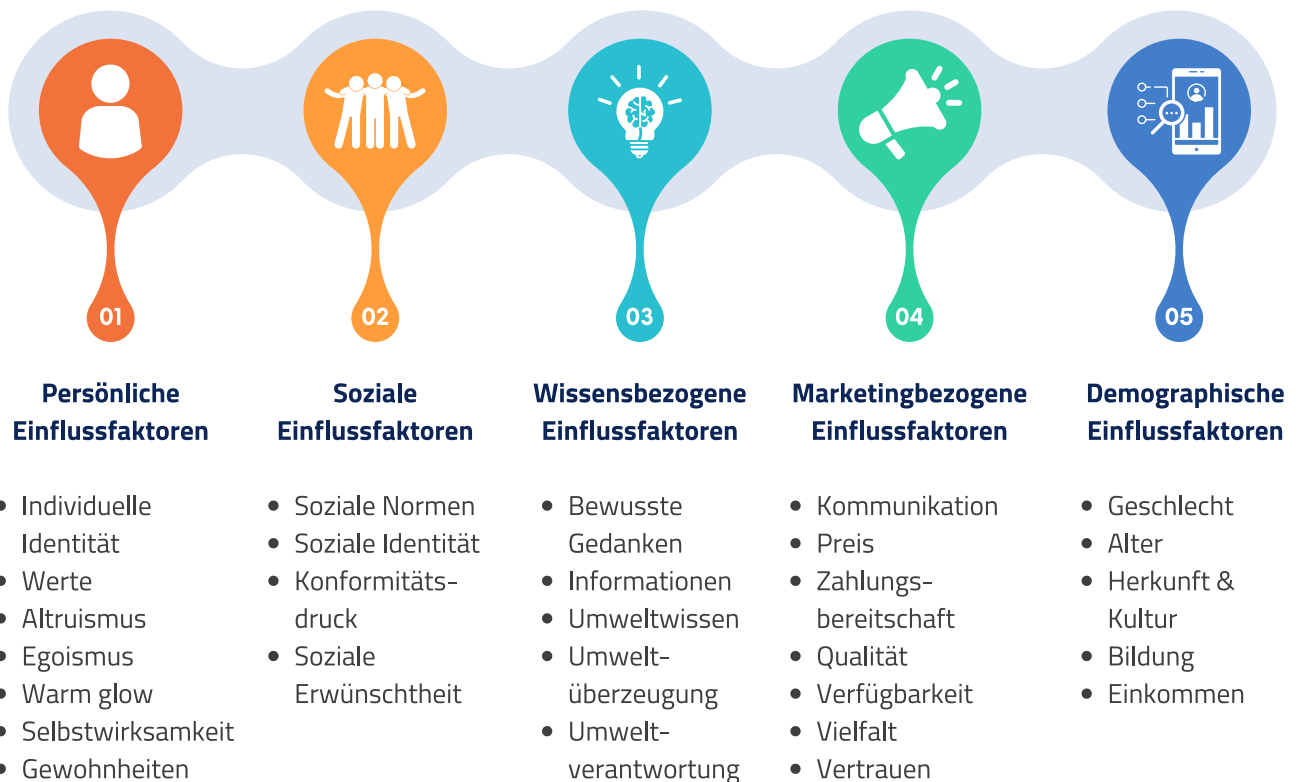 01
02
03
04
05
Persönliche
Einflussfaktoren
Soziale
Einflussfaktoren
Wissensbezogene
Einflussfaktoren
Marketingbezogene
Einflussfaktoren
Demographische
Einflussfaktoren
• Individuelle
Identität
• Werte
• Altruismus
• Egoismus
• Warm glow
• Selbstwirksamkeit
• Gewohnheiten
• Soziale Normen
• Soziale Identität
• Konformitäts-
druck
• Soziale
Erwünschtheit
• Bewusste
Gedanken
• Informationen
• Umweltwissen
• Umwelt-
überzeugung
• Umwelt-
verantwortung
• Kommunikation
• Preis
• Zahlungs-
bereitschaft
• Qualität
• Verfügbarkeit
• Vielfalt
• Vertrauen
• Geschlecht
• Alter
• Herkunft &
Kultur
• Bildung
• Einkommen